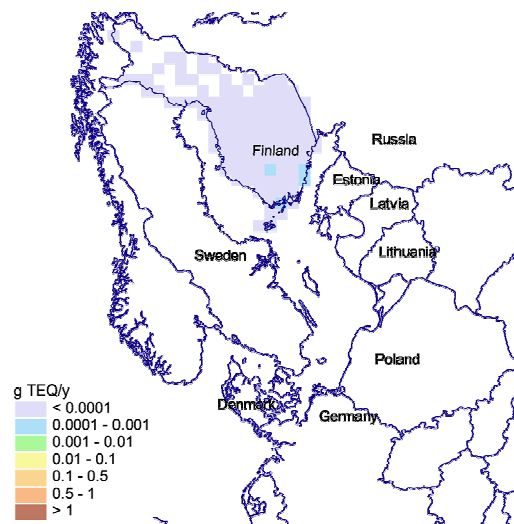 Russia
Finland
Estonia
Latvia
Sweden
Lithuania
Poland
g TEQ/y
Denmark
Germany
< 0.0001
0.0001 - 0.001
0.001 - 0.01
0.01 - 0.1
0.1 - 0.5
0.5 - 1
> 1